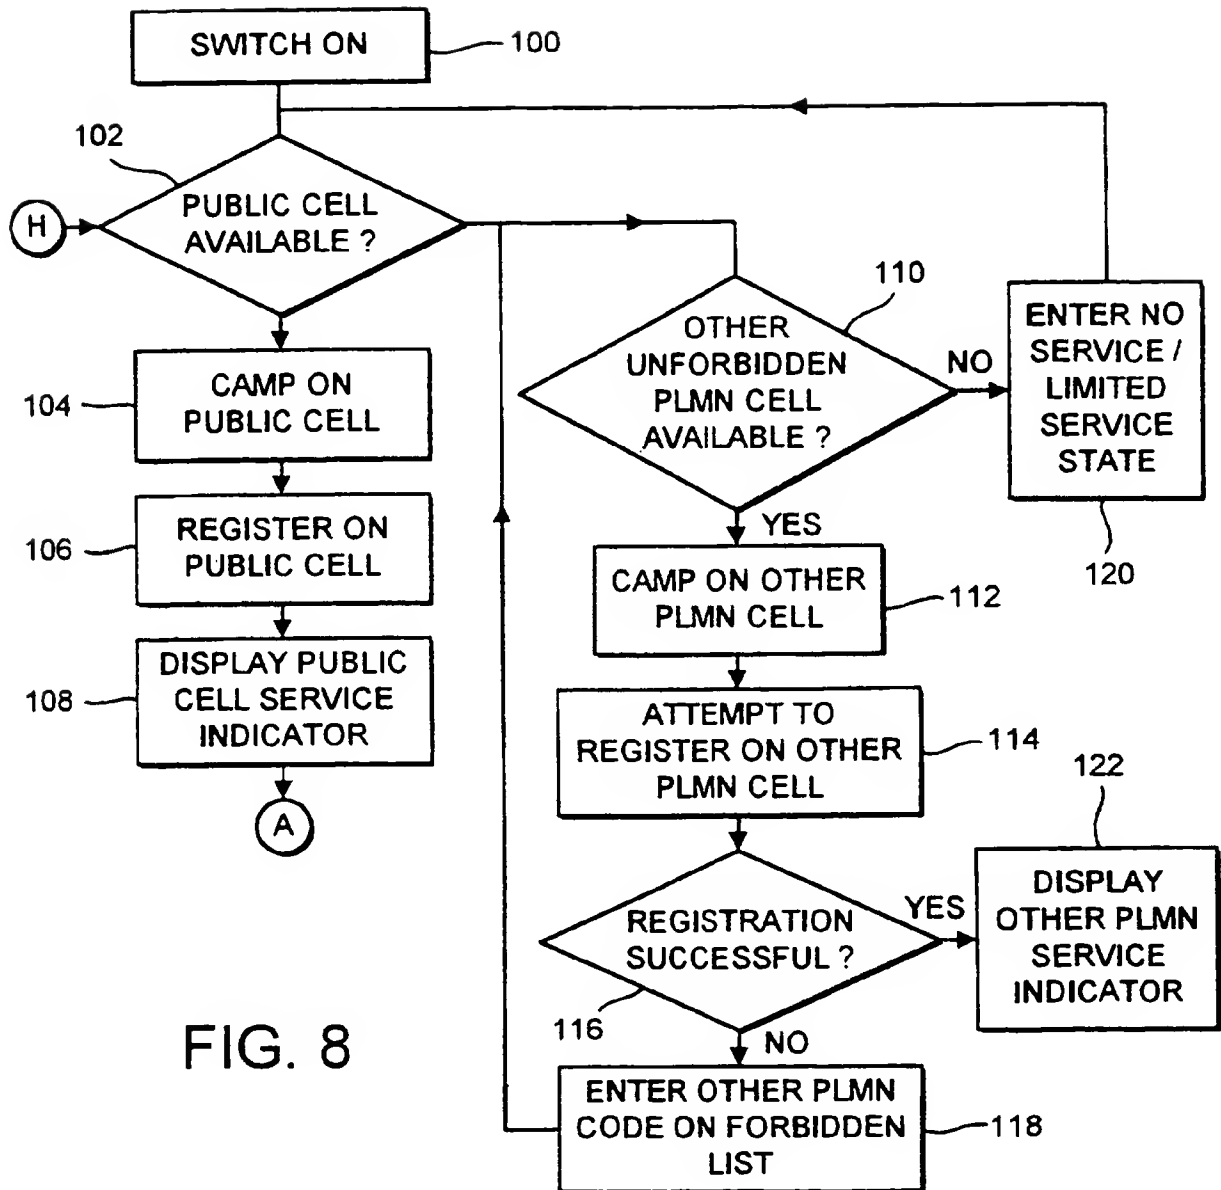 SWITCH ON
100
102
H
PUBLIC CELL
AVAILABLE ?
104
CAMP ON
PUBLIC CELL
106
REGISTER ON
PUBLIC CELL
108
DISPLAY PUBLIC
CELL SERVICE
INDICATOR
A
110
OTHER
UNFORBIDDEN
PLMN CELL
AVAILABLE ?
NO
ENTER NO
SERVICE /
LIMITED
SERVICE
STATE
120
YES
CAMP ON OTHER
PLMN CELL
112
ATTEMPT TO
REGISTER ON OTHER
PLMN CELL
114
REGISTRATION
SUCCESSFUL ?
116
YES
122
DISPLAY
OTHER PLMN
SERVICE
INDICATOR
NO
ENTER OTHER PLMN
CODE ON FORBIDDEN
LIST
118
FIG. 8